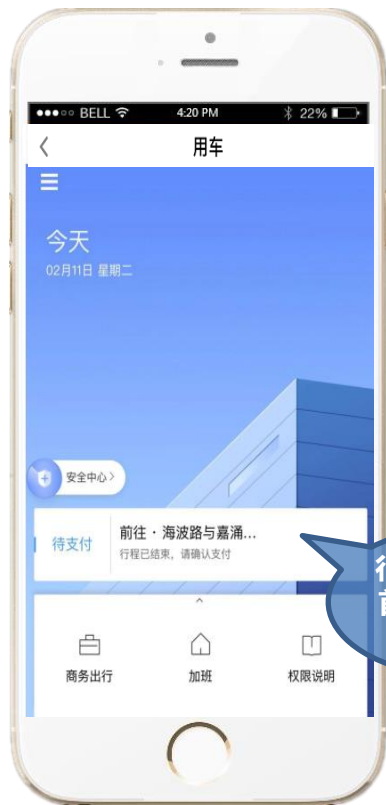 BELL 4:20 PM 22%
用车
今天
02月11日 星期二
安全中心>
待支付
前往 · 海波路与嘉涌...
行程已结束，请确认支付
商务出行 加班 权限说明